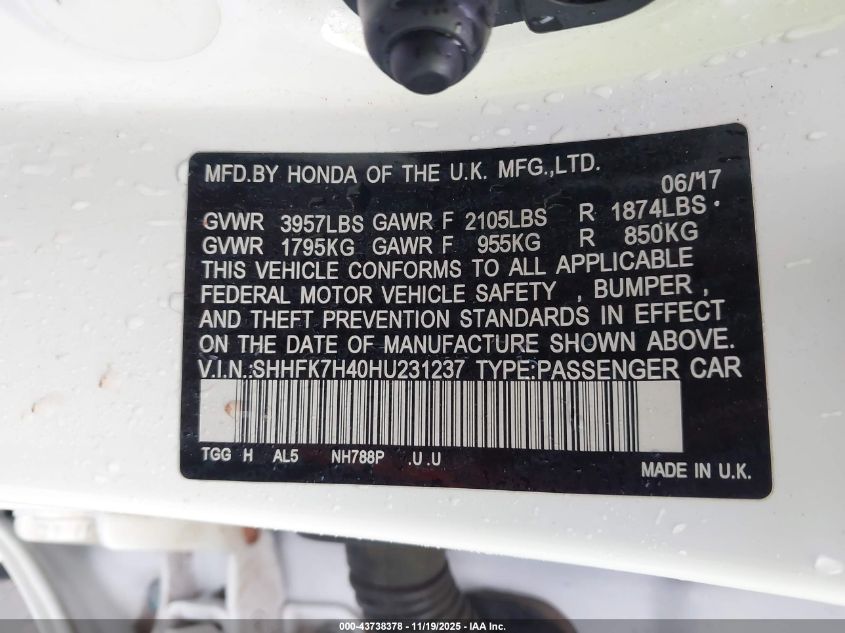 MFD.BY HONDA OF THE U.K. MFG.,LTD.
06/17
GVWR 3957LBS GAWR F 2105LBS R 1874LBS
GVWR 1795KG GAWR F 955KG R 850KG
THIS VEHICLE CONFORMS TO ALL APPLICABLE
FEDERAL MOTOR VEHICLE SAFETY , BUMPER ,
AND THEFT PREVENTION STANDARDS IN EFFECT
ON THE DATE OF MANUFACTURE SHOWN ABOVE.
V.I.N.:SHHFK7H40HU231237 TYPE:PASSENGER CAR
TGG H AL5 NH788P .U .U
MADE IN U.K.
000-43738378 - 11/19/2025 - IAA Inc.